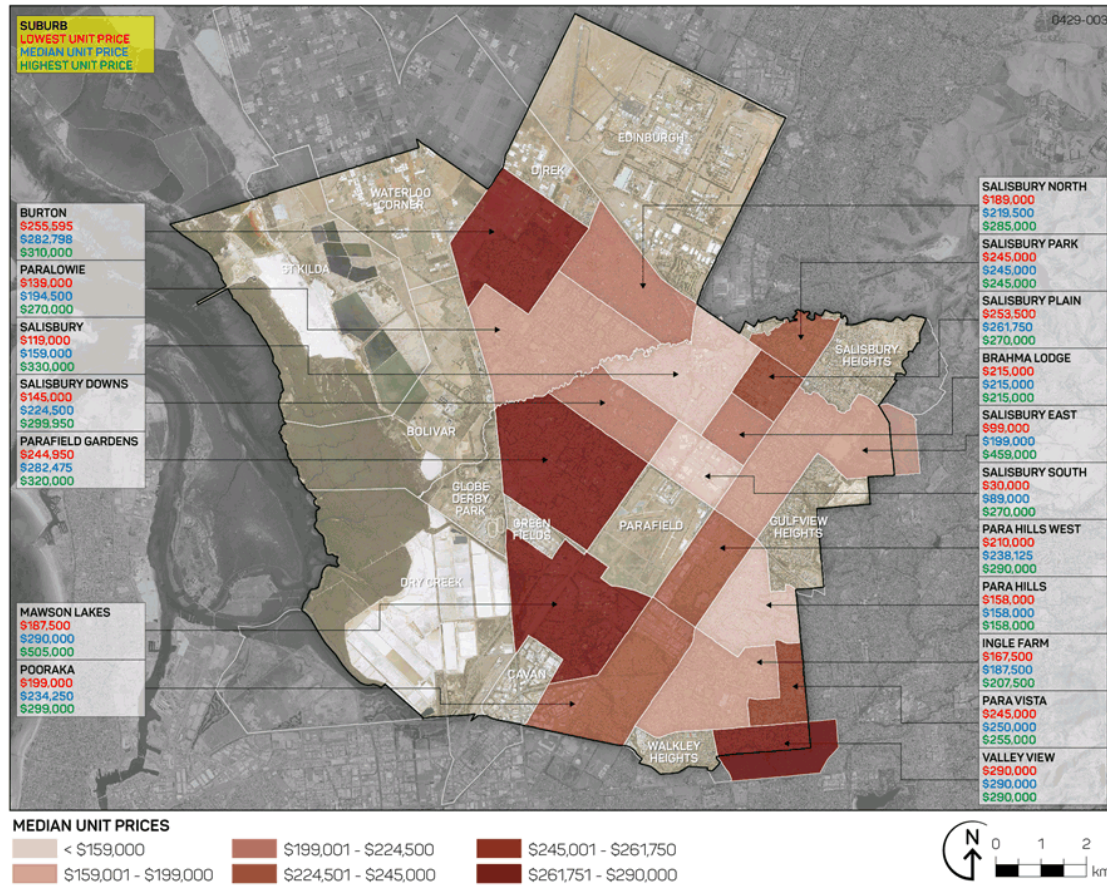 SUBURB
LOWEST UNIT PRICE
MEDIAN UNIT PRICE
HIGHEST UNIT PRICE
0429-003
EDINBURGH
DIREK
WATERLOO
CORNER
ST KILDA
BOLIVAR
GLOBE
DERBY
PARK
GREEN
FIELDS
PARAFIELD
DRY CREEK
CAVAN
SALISBURY
HEIGHTS
GULFVIEW
HEIGHTS
WALKLEY
HEIGHTS
BURTON
$255,595
$282,798
$310,000
PARALOWIE
$139,000
$194,500
$270,000
SALISBURY
$119,000
$159,000
$330,000
SALISBURY DOWNS
$145,000
$224,500
$299,950
PARAFIELD GARDENS
$244,950
$282,475
$320,000
MAWSON LAKES
$187,500
$290,000
$505,000
POORAKA
$199,000
$234,250
$299,000
SALISBURY NORTH
$189,000
$219,500
$285,000
SALISBURY PARK
$245,000
$245,000
$245,000
SALISBURY PLAIN
$253,500
$261,750
$270,000
BRAHMA LODGE
$215,000
$215,000
$215,000
SALISBURY EAST
$99,000
$199,000
$459,000
SALISBURY SOUTH
$30,000
$89,000
$270,000
PARA HILLS WEST
$210,000
$238,125
$290,000
PARA HILLS
$158,000
$158,000
$158,000
INGLE FARM
$167,500
$187,500
$207,500
PARA VISTA
$245,000
$250,000
$255,000
VALLEY VIEW
$290,000
$290,000
$290,000
MEDIAN UNIT PRICES
< $159,000
$159,001 - $199,000
$199,001 - $224,500
$224,501 - $245,000
$245,001 - $261,750
$261,751 - $290,000
N
0 1 2
km